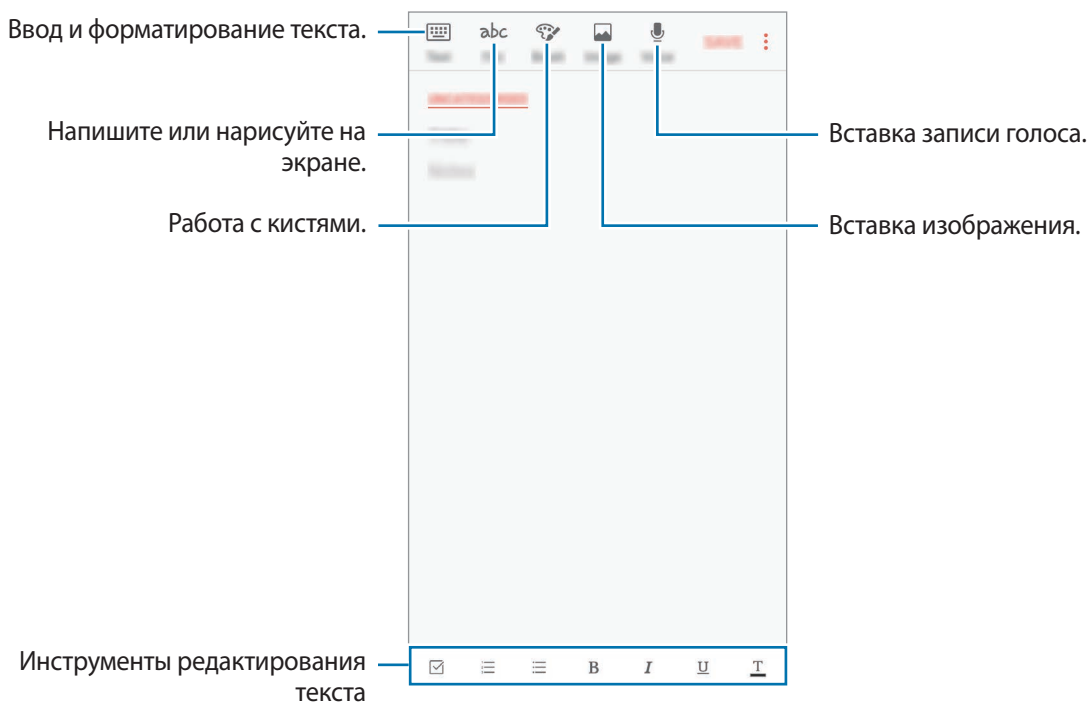 Ввод и форматирование текста.
abc
SAVE
Напишите или нарисуйте на
экране.
Вставка записи голоса.
Работа с кистями.
Вставка изображения.
Инструменты редактирования
текста
B I U T